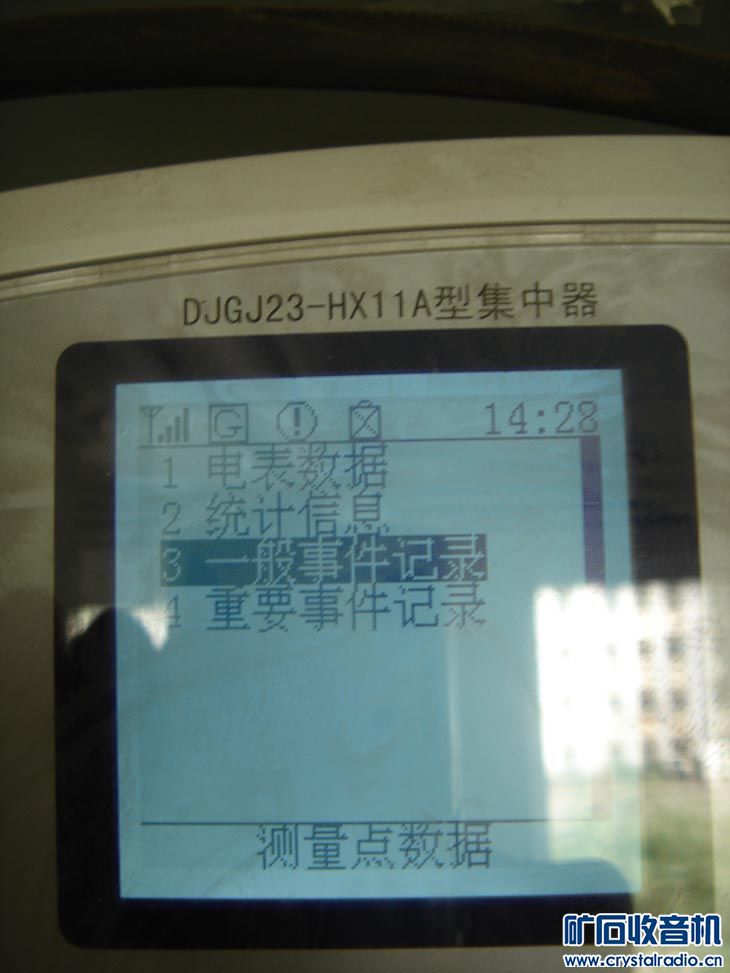 DJGJ23-HX11A型集中器
G 14:28
1 电表数据
2 统计信息
3 一般事件记录
4 重要事件记录
测量点数据
矿石收音机
www.crystalradio.cn